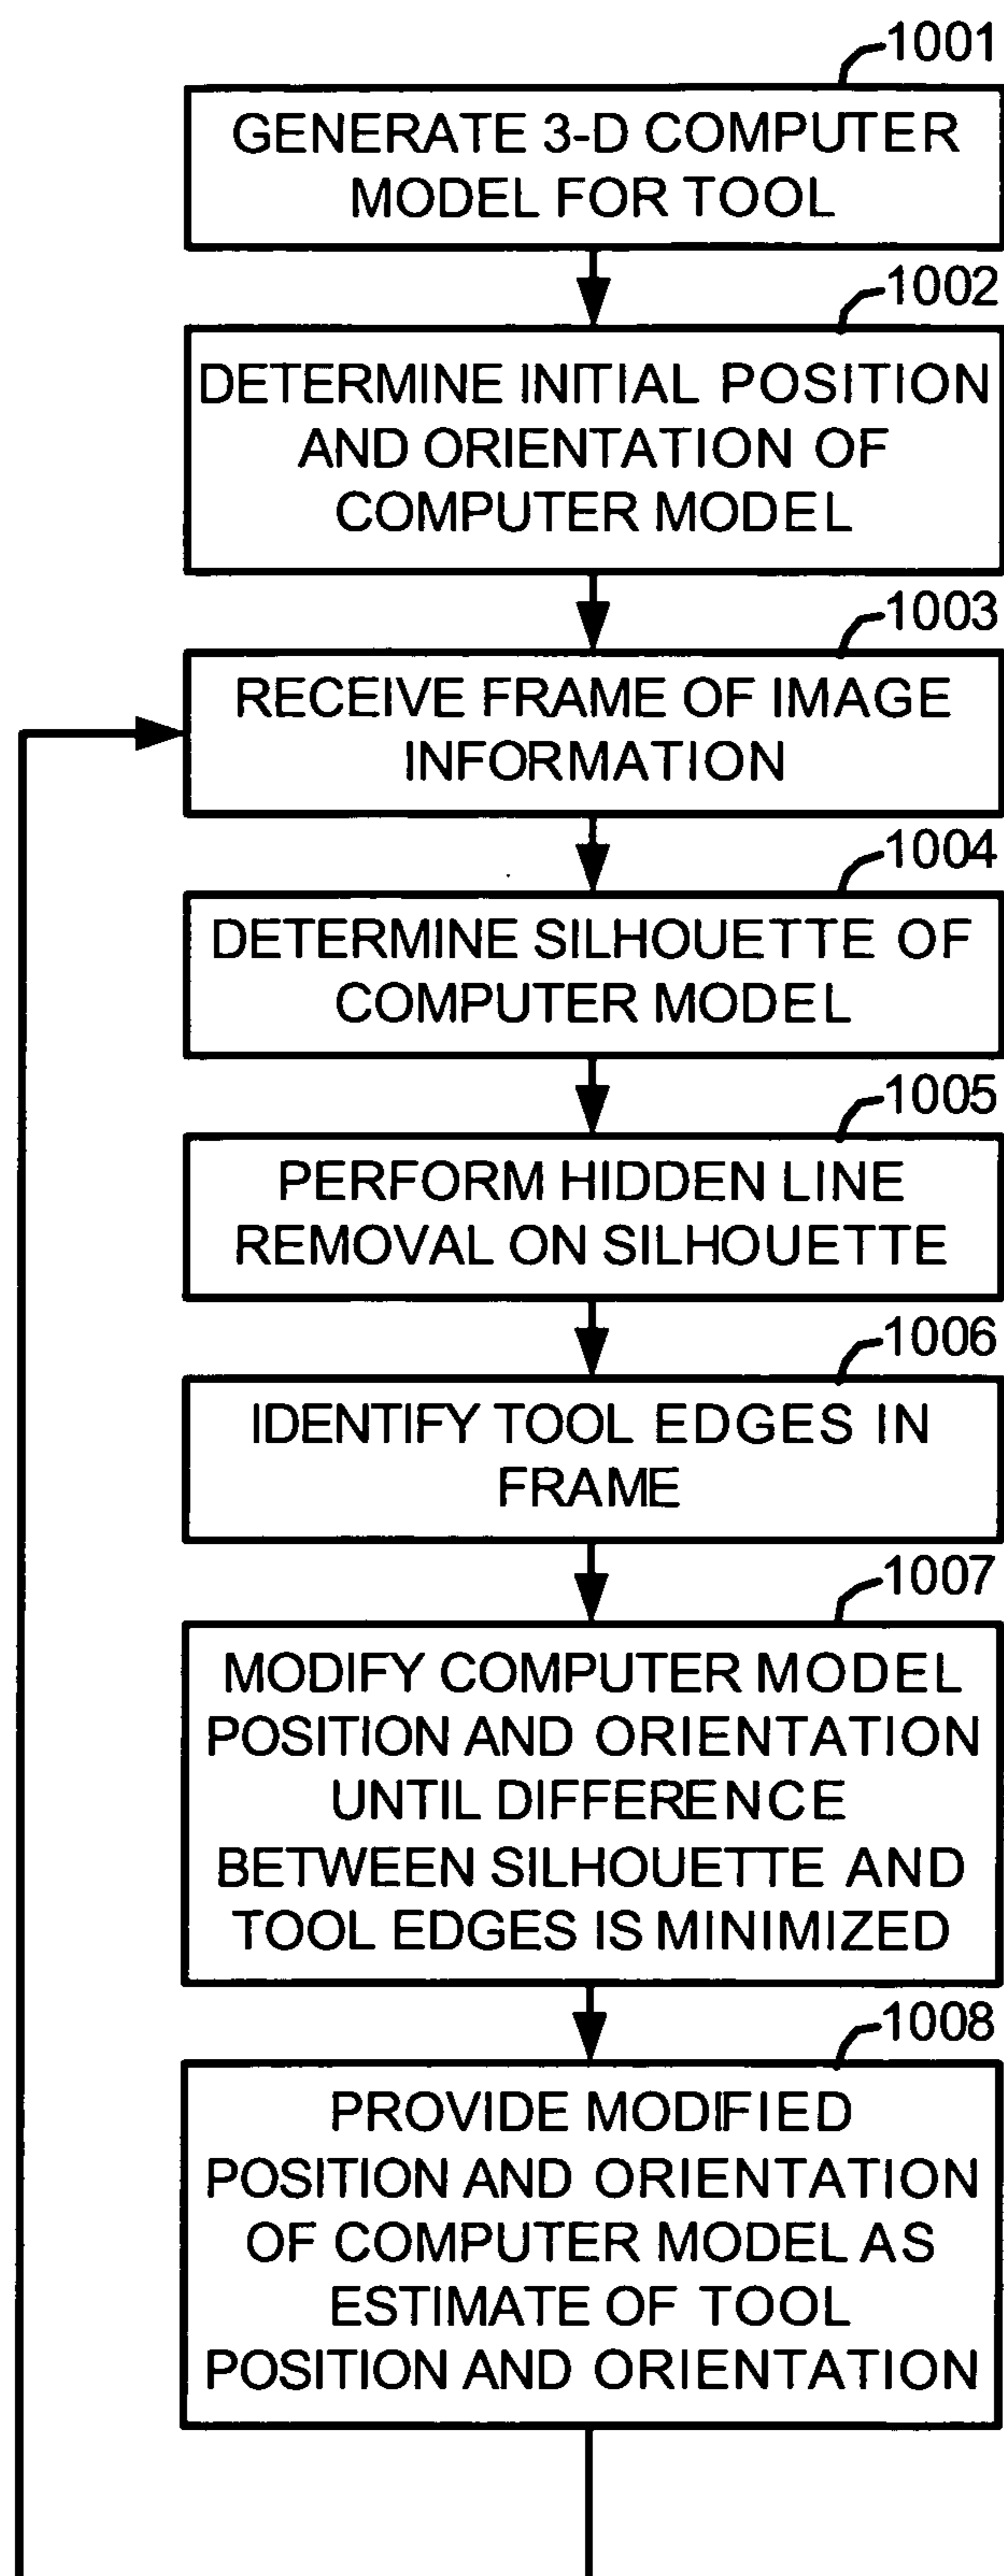 1001
GENERATE 3-D COMPUTER
MODEL FOR TOOL
1002
DETERMINE INITIAL POSITION
AND ORIENTATION OF
COMPUTER MODEL
1003
RECEIVE FRAME OF IMAGE
INFORMATION
1004
DETERMINE SILHOUETTE OF
COMPUTER MODEL
1005
PERFORM HIDDEN LINE
REMOVAL ON SILHOUETTE
1006
IDENTIFY TOOL EDGES IN
FRAME
1007
MODIFY COMPUTER MODEL
POSITION AND ORIENTATION
UNTIL DIFFERENCE
BETWEEN SILHOUETTE AND
TOOL EDGES IS MINIMIZED
1008
PROVIDE MODIFIED
POSITION AND ORIENTATION
OF COMPUTER MODEL AS
ESTIMATE OF TOOL
POSITION AND ORIENTATION